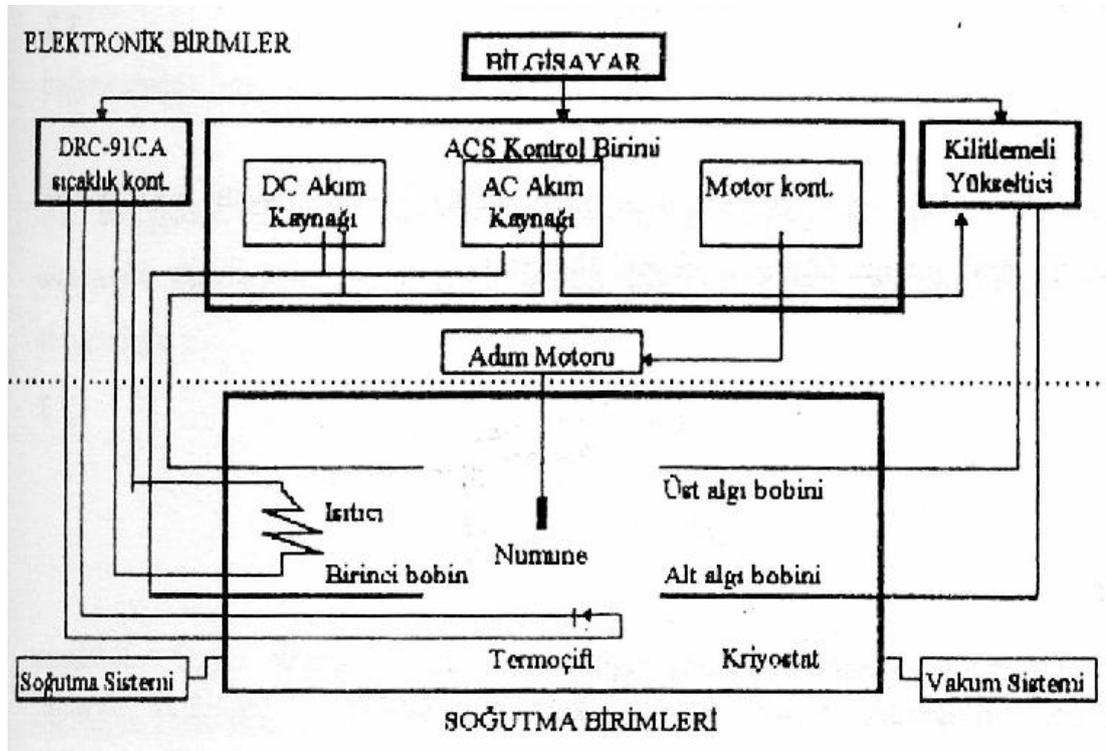 ELEKTRONİK BİRİMLER
BİLGİSAYAR
DRC-91CA
sıcaklık kont.
ACS Kontrol Birimi
DC Akım
Kaynağı
AC Akım
Kaynağı
Motor kont.
Kilitlemeli
Yükseltici
Adım Motoru
Üst algı bobini
Isıtıcı
Numune
Birinci bobin
Alt algı bobini
Termoçift
Kriyostat
Soğutma Sistemi
Vakum Sistemi
SOĞUTMA BİRİMLERİ